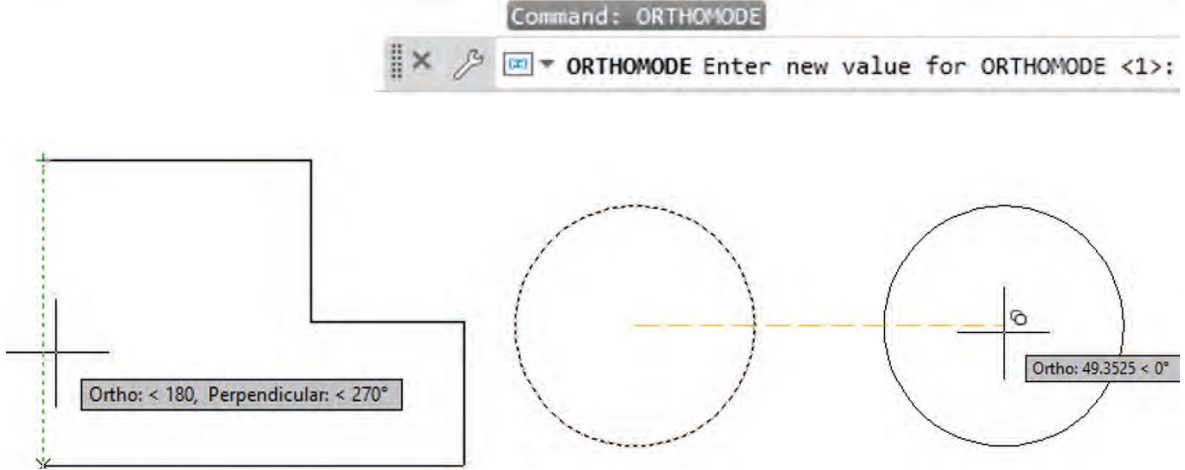 Command: ORTHOMODE
ORTHOMODE Enter new value for ORTHOMODE <1>:
Ortho: < 180, Perpendicular: < 270°
Ortho: 49.3525 < 0°